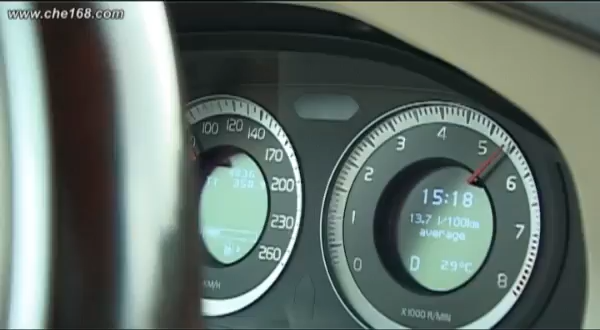 www.che168.com
100 120 140 170 200 230 260
KM/H
0 1 2 3 4 5 6 7 8
15:18
13.7 l/100km
average
D 29°C
X1000 R/MIN